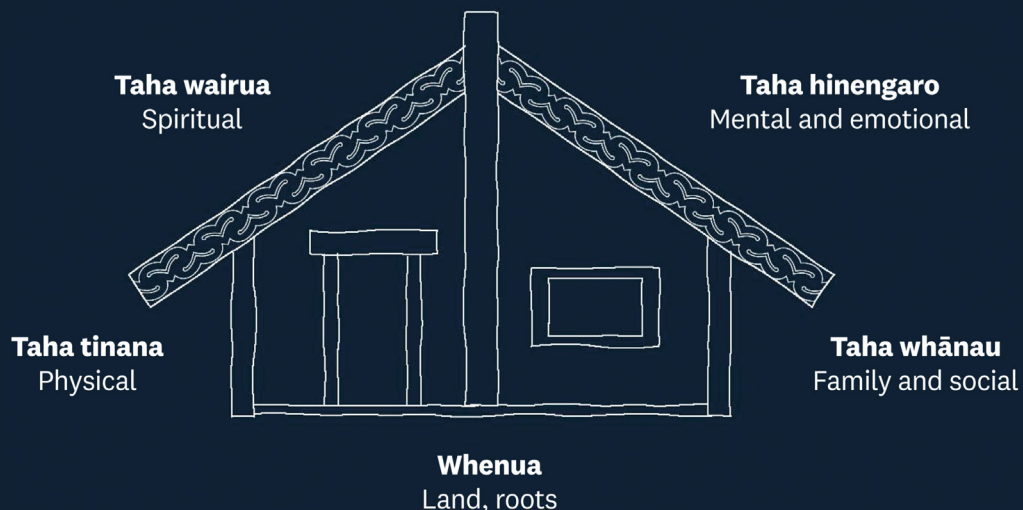 Taha wairua
Spiritual
Taha hinengaro
Mental and emotional
Taha tinana
Physical
Taha whānau
Family and social
Whenua
Land, roots